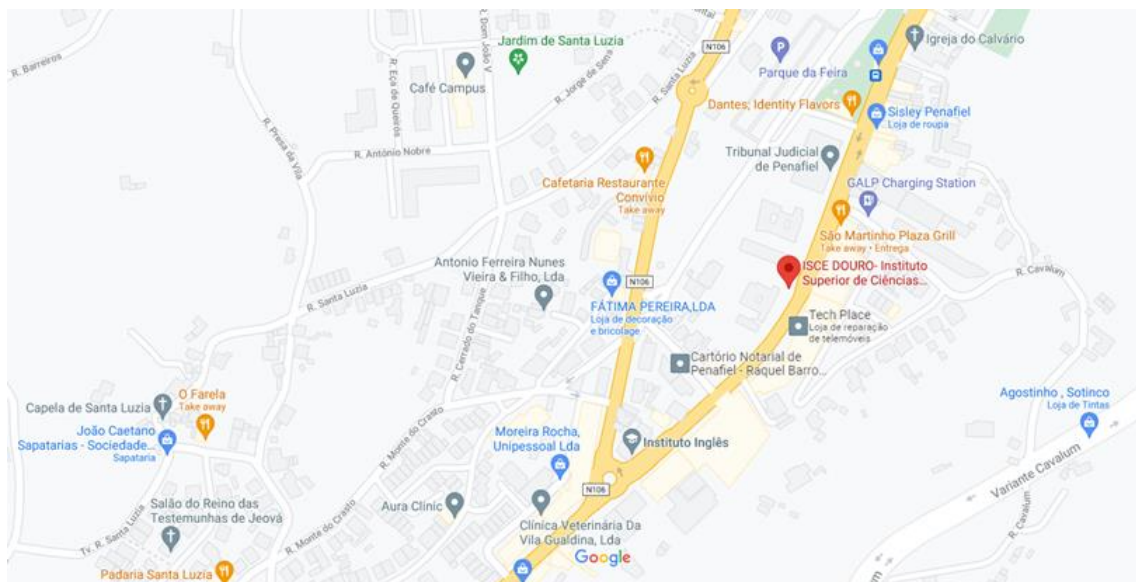 ental
Igreja do Calvário
N106
Jardim de Santa Luzia
R. Dom João V
Parque da Feira
R. Barreiros
R. Eça de Queirós
Café Campus
R. Jorge de Sena
R. Santa Luzia
Dantes; Identity Flavors
Sisley Penafiel
Loja de roupa
R. Presa da Vila
R. António Nobre
Tribunal Judicial
de Penafiel
Cafetaria Restaurante
Convívio
Take away
GALP Charging Station
São Martinho Plaza Grill
Take away • Entrega
Antonio Ferreira Nunes
Vieira & Filho, Lda
ISCE DOURO- Instituto
Superior de Ciências...
R. Cavalum
N106
R. Santa Luzia
FÁTIMA PEREIRA,LDA
Loja de decoração
e bricolage
Tech Place
Loja de reparação
de telemóveis
R. Cerrado do Tanque
Cartório Notarial de
Penafiel - Raquel Barro...
O Farela
Take away
Capela de Santa Luzia
Agostinho , Sotinco
Loja de Tintas
João Caetano
Sapatarias - Sociedade...
Sapataria
R. Monte do Crasto
Moreira Rocha,
Unipessoal Lda
Instituto Inglês
N106
Variante Cavalum
Salão do Reino das
Testemunhas de Jeová
Aura Clinic
Clínica Veterinária Da
Vila Gualdina, Lda
R. Cavalum
Tv. R. Santa Luzia
R. Monte do Crasto
Google
Padaria Santa Luzia